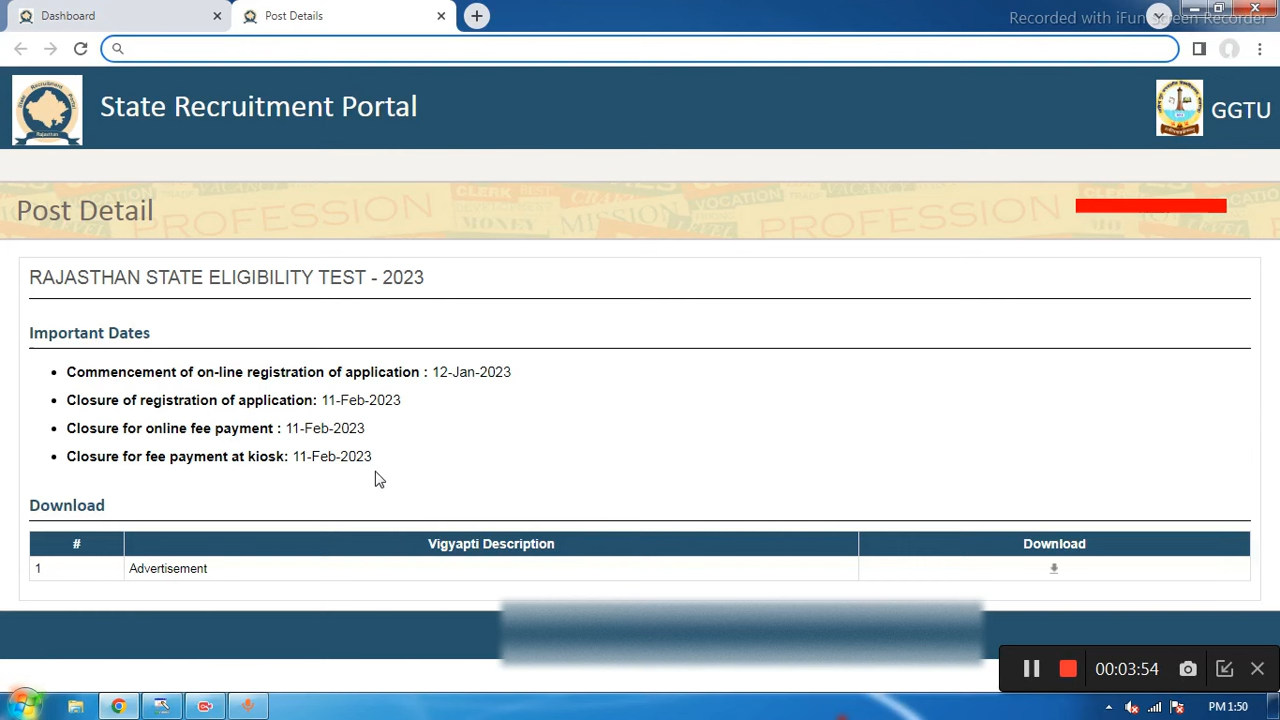 Dashboard
Post Details
Recorded with iFun Screen Recorder
State Recruitment Portal
GGTU
Post Detail
RAJASTHAN STATE ELIGIBILITY TEST - 2023
Important Dates
Commencement of on-line registration of application : 12-Jan-2023
Closure of registration of application: 11-Feb-2023
Closure for online fee payment : 11-Feb-2023
Closure for fee payment at kiosk: 11-Feb-2023
Download
# Vigyapti Description Download
1 Advertisement
00:03:54
PM 1:50